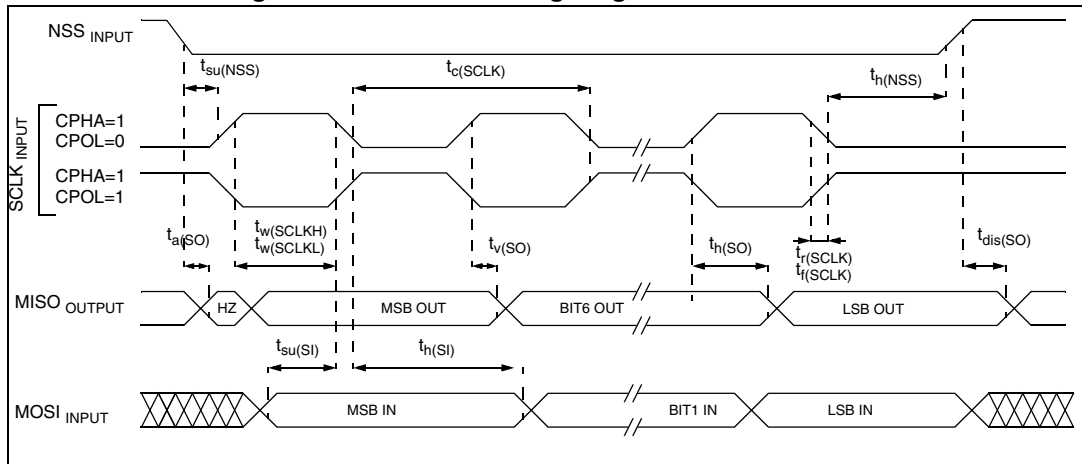 NSS INPUT
tsu(NSS)
tc(SCLK)
th(NSS)
SCLK INPUT
CPHA=1
CPOL=0
CPHA=1
CPOL=1
ta(SO)
tw(SCLKH)
tw(SCLKL)
tv(SO)
th(SO)
tr(SCLK)
tf(SCLK)
tdis(SO)
MISO OUTPUT
HZ
MSB OUT
BIT6 OUT
LSB OUT
tsu(SI)
th(SI)
MOSI INPUT
MSB IN
BIT1 IN
LSB IN